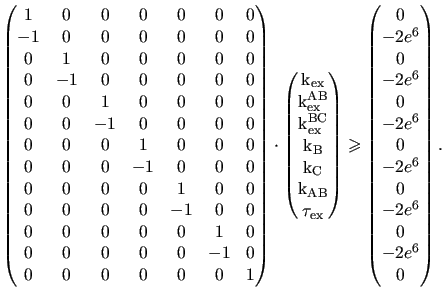 \begin{pmatrix} 1 & 0 & 0 & 0 & 0 & 0 & 0 \\ -1 & 0 & 0 & 0 & 0 & 0 & 0 \\ 0 & 1 & 0 & 0 & 0 & 0 & 0 \\ 0 & -1 & 0 & 0 & 0 & 0 & 0 \\ 0 & 0 & 1 & 0 & 0 & 0 & 0 \\ 0 & 0 & -1 & 0 & 0 & 0 & 0 \\ 0 & 0 & 0 & 1 & 0 & 0 & 0 \\ 0 & 0 & 0 & -1 & 0 & 0 & 0 \\ 0 & 0 & 0 & 0 & 1 & 0 & 0 \\ 0 & 0 & 0 & 0 & -1 & 0 & 0 \\ 0 & 0 & 0 & 0 & 0 & 1 & 0 \\ 0 & 0 & 0 & 0 & 0 & -1 & 0 \\ 0 & 0 & 0 & 0 & 0 & 0 & 1 \end{pmatrix} \cdot \begin{pmatrix} \mathrm{k_{ex}} \\ \mathrm{k_{ex}^{AB}} \\ \mathrm{k_{ex}^{BC}} \\ \mathrm{k_B} \\ \mathrm{k_C} \\ \mathrm{k_{AB}} \\ \tau_{\mathrm{ex}} \end{pmatrix} \geqslant \begin{pmatrix} 0 \\ -2e^6 \\ 0 \\ -2e^6 \\ 0 \\ -2e^6 \\ 0 \\ -2e^6 \\ 0 \\ -2e^6 \\ 0 \\ -2e^6 \\ 0 \end{pmatrix}.